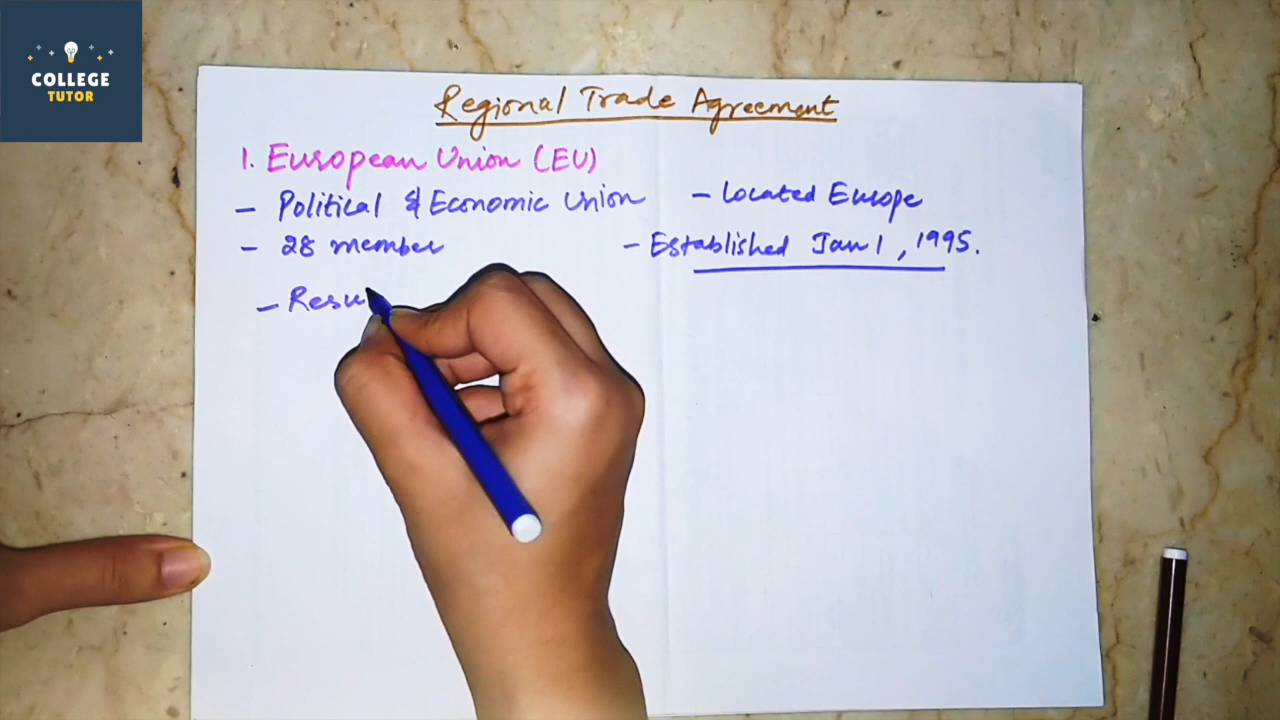 COLLEGE
TUTOR
Regional Trade Agreement
1. European Union (EU)
- Political & Economic Union - Located Europe
- 28 member - Established Jan 1, 1995.
- Resu